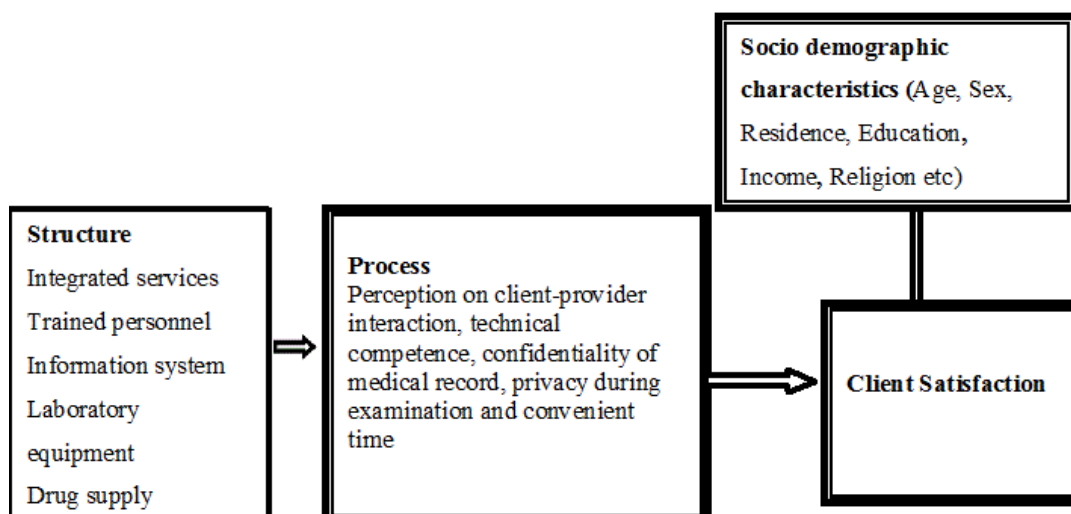 Socio demographic
characteristics (Age, Sex,
Residence, Education,
Income, Religion etc)
Structure
Integrated services
Trained personnel
Information system
Laboratory
equipment
Drug supply
Process
Perception on client-provider
interaction, technical
competence, confidentiality of
medical record, privacy during
examination and convenient
time
Client Satisfaction